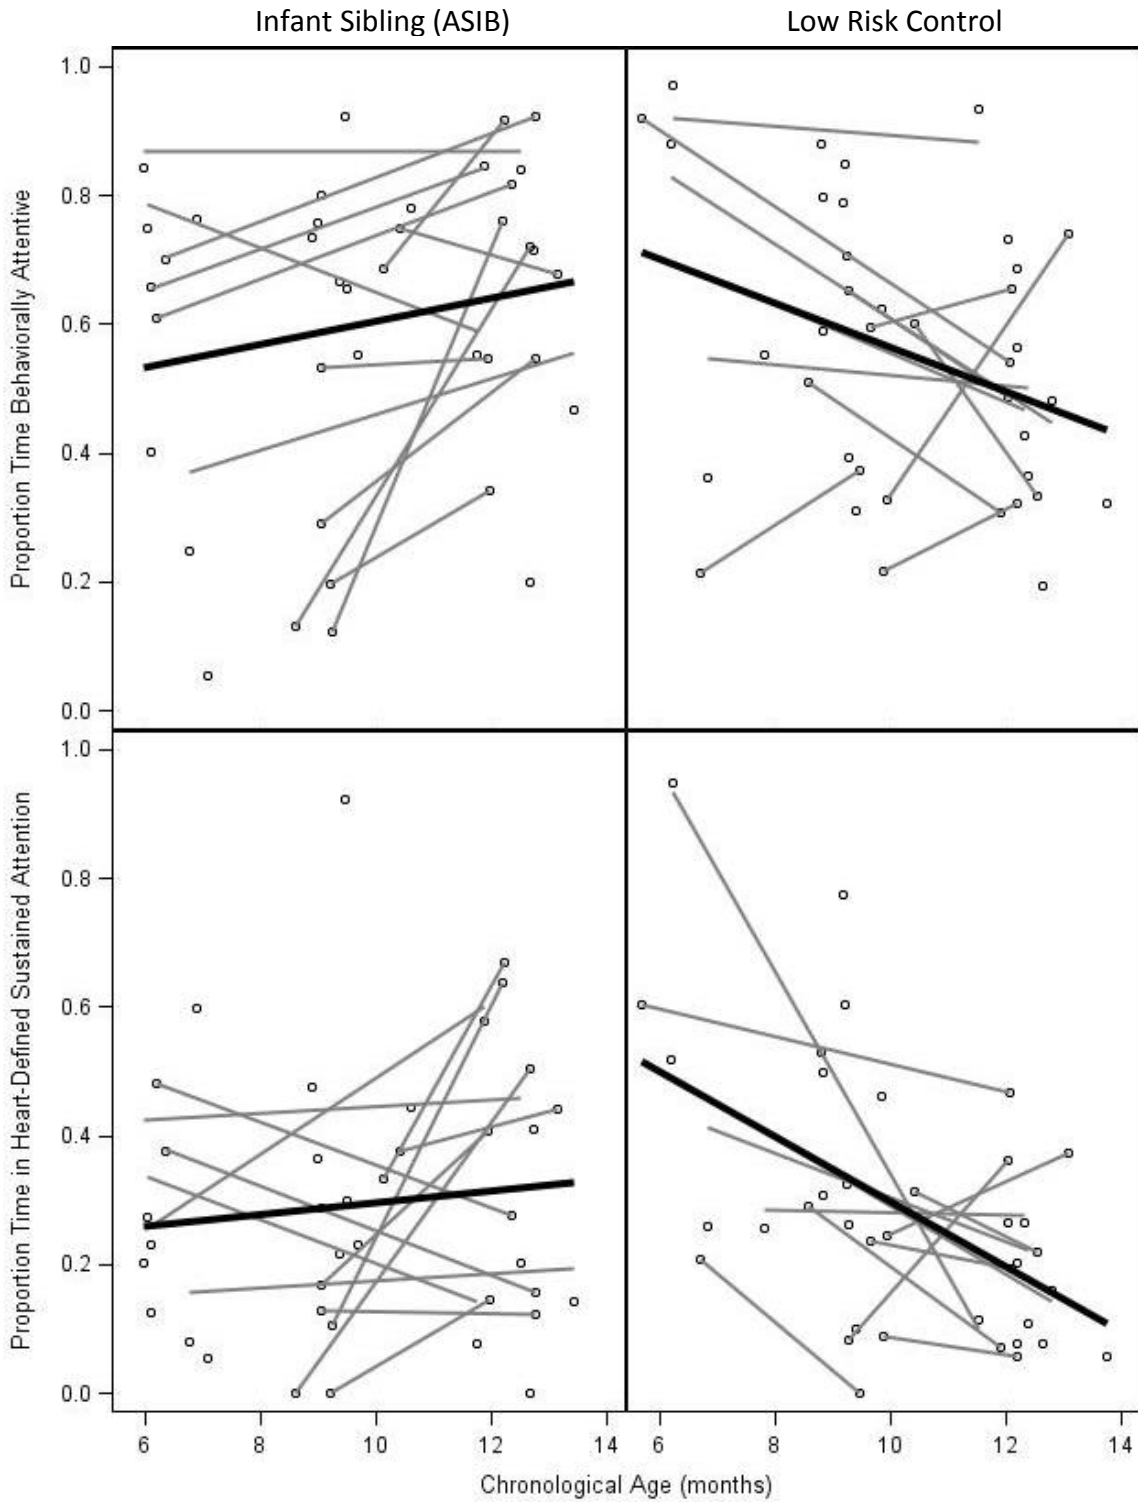 Infant Sibling (ASIB)
Low Risk Control
Proportion Time Behaviorally Attentive
1.0
0.8
0.6
0.4
0.2
0.0
Proportion Time in Heart-Defined Sustained Attention
1.0
0.8
0.6
0.4
0.2
0.0
6 8 10 12 14
6 8 10 12 14
Chronological Age (months)